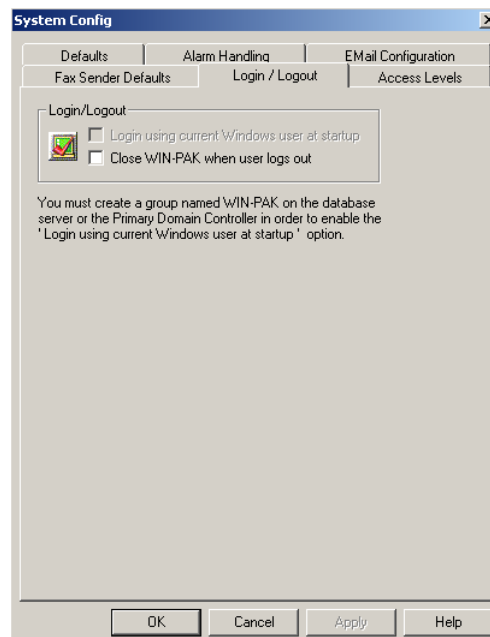 System Config
Defaults
Alarm Handling
EMail Configuration
Fax Sender Defaults
Login / Logout
Access Levels
Login/Logout
Login using current Windows user at startup
Close WIN-PAK when user logs out
You must create a group named WIN-PAK on the database
server or the Primary Domain Controller in order to enable the
'Login using current Windows user at startup ' option.
OK
Cancel
Apply
Help